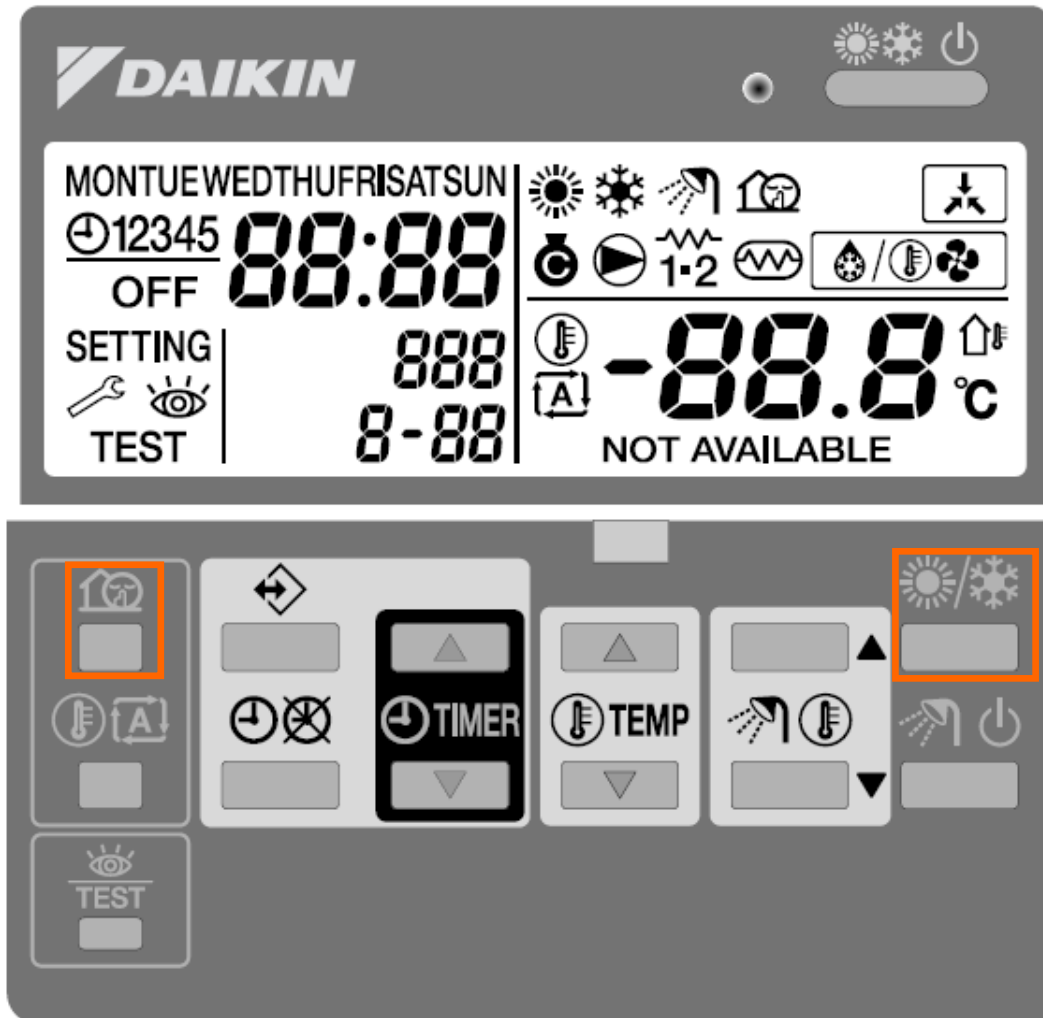 DAIKIN
MONTUEWEDTHUFRISATSUN
12345
88:88
OFF
1·2
SETTING
888
-88.8
A
°C
TEST
8-88
NOT AVAILABLE
TIMER
TEMP
A
TEST